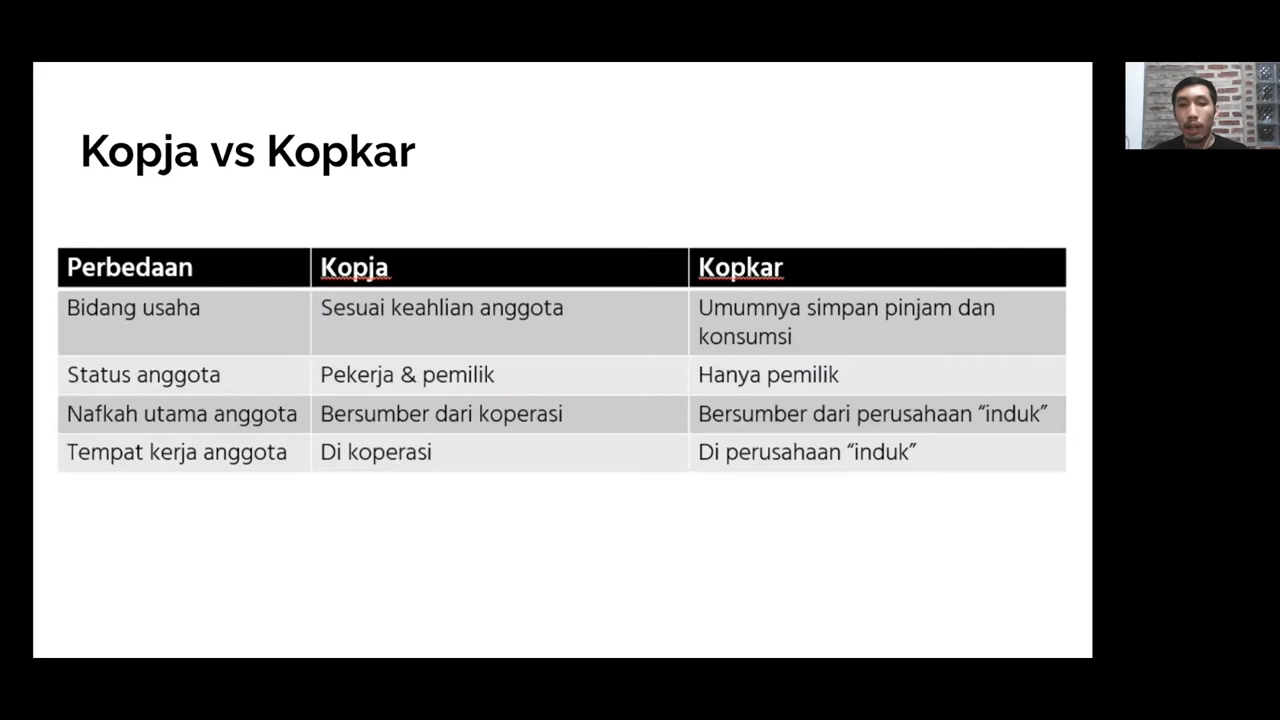 Kopja vs Kopkar
Perbedaan Kopja Kopkar
Bidang usaha Sesuai keahlian anggota Umumnya simpan pinjam dan
konsumsi
Status anggota Pekerja & pemilik Hanya pemilik
Nafkah utama anggota Bersumber dari koperasi Bersumber dari perusahaan “induk”
Tempat kerja anggota Di koperasi Di perusahaan “induk”